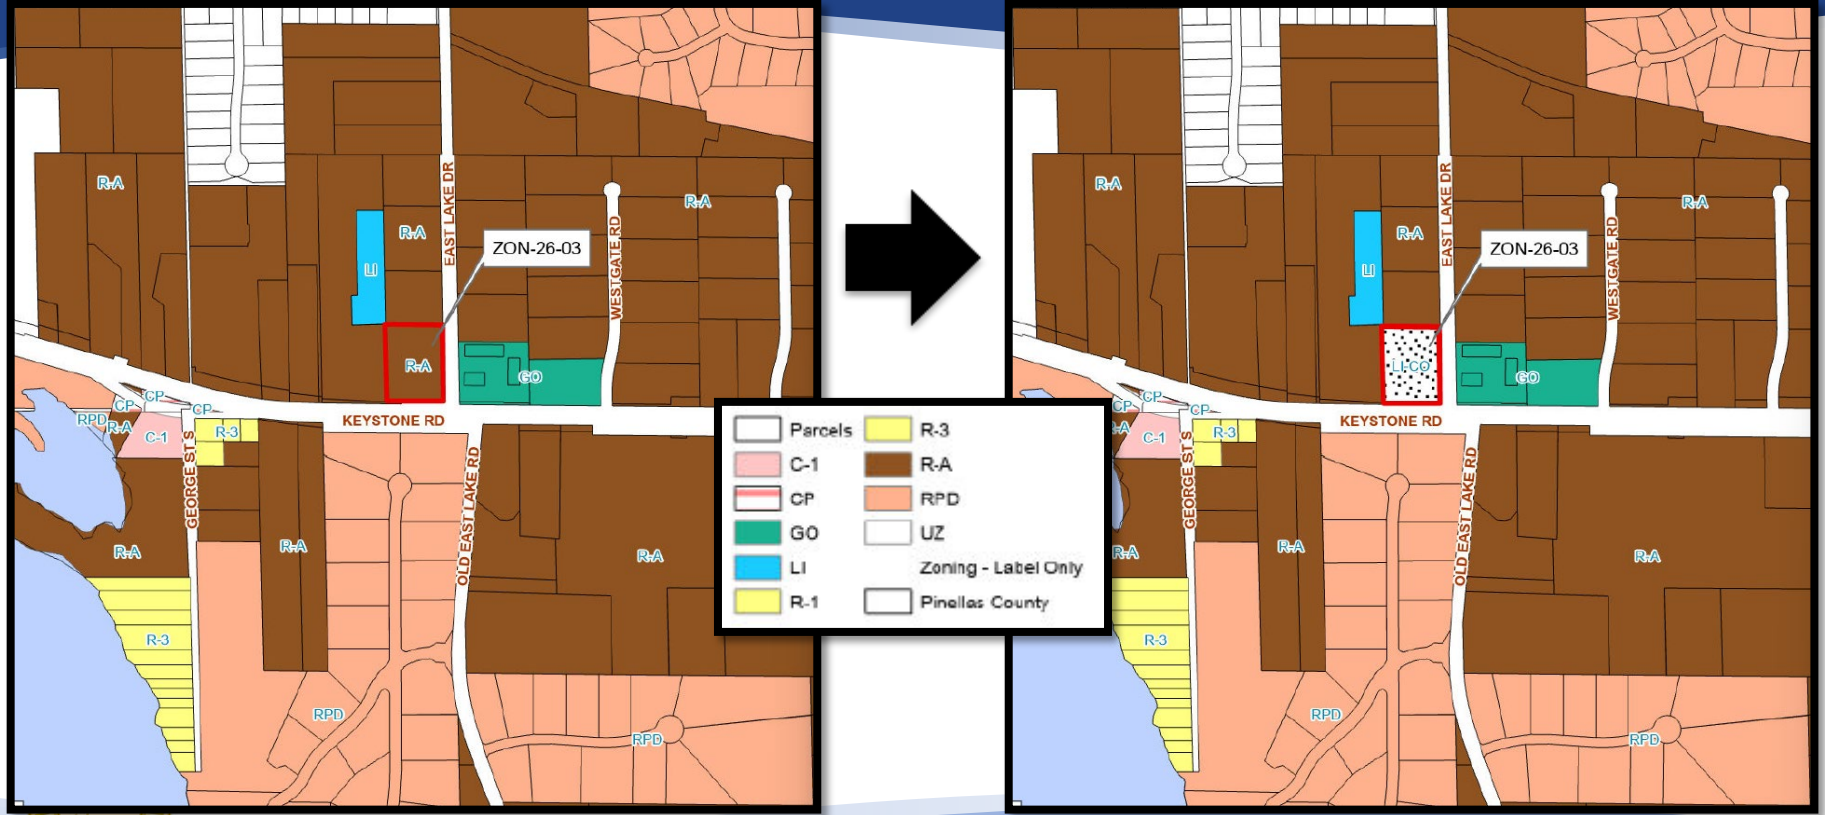 R-A
R-A
R-A
EAST LAKE DR
ZON-26-03
LI
WESTGATE RD
R-A
GO
CP
CP
CP
RPD
R-A
C-1
R-3
KEYSTONE RD
GEORGE ST S
OLD EAST LAKE RD
R-A
R-A
R-A
R-3
RPD
RPD
Parcels
C-1
CP
GO
LI
R-1
R-3
R-A
RPD
UZ
Zoning - Label Only
Pinellas County
R-A
R-A
R-A
EAST LAKE DR
ZON-26-03
LI
WESTGATE RD
LI-CO
GO
CP
CP
CP
-A
C-1
R-3
KEYSTONE RD
GEORGE ST S
OLD EAST LAKE RD
R-A
R-A
R-A
R-3
RPD
RPD